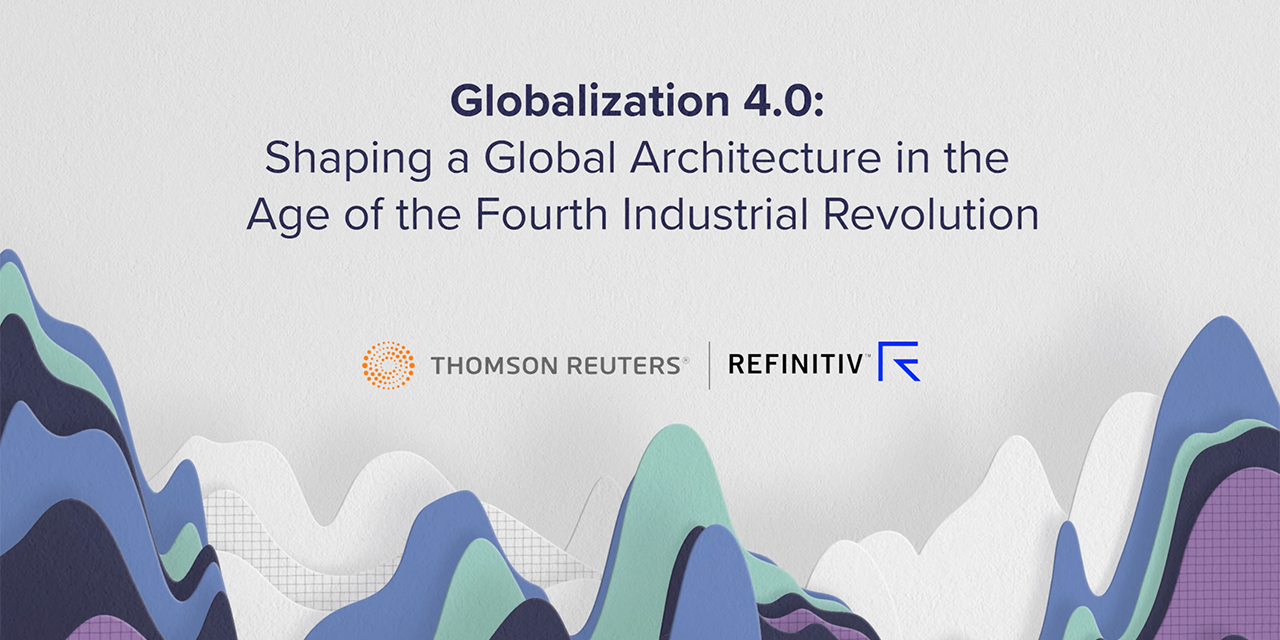 Globalization 4.0:
Shaping a Global Architecture in the
Age of the Fourth Industrial Revolution
THOMSON REUTERS® | REFINITIV™